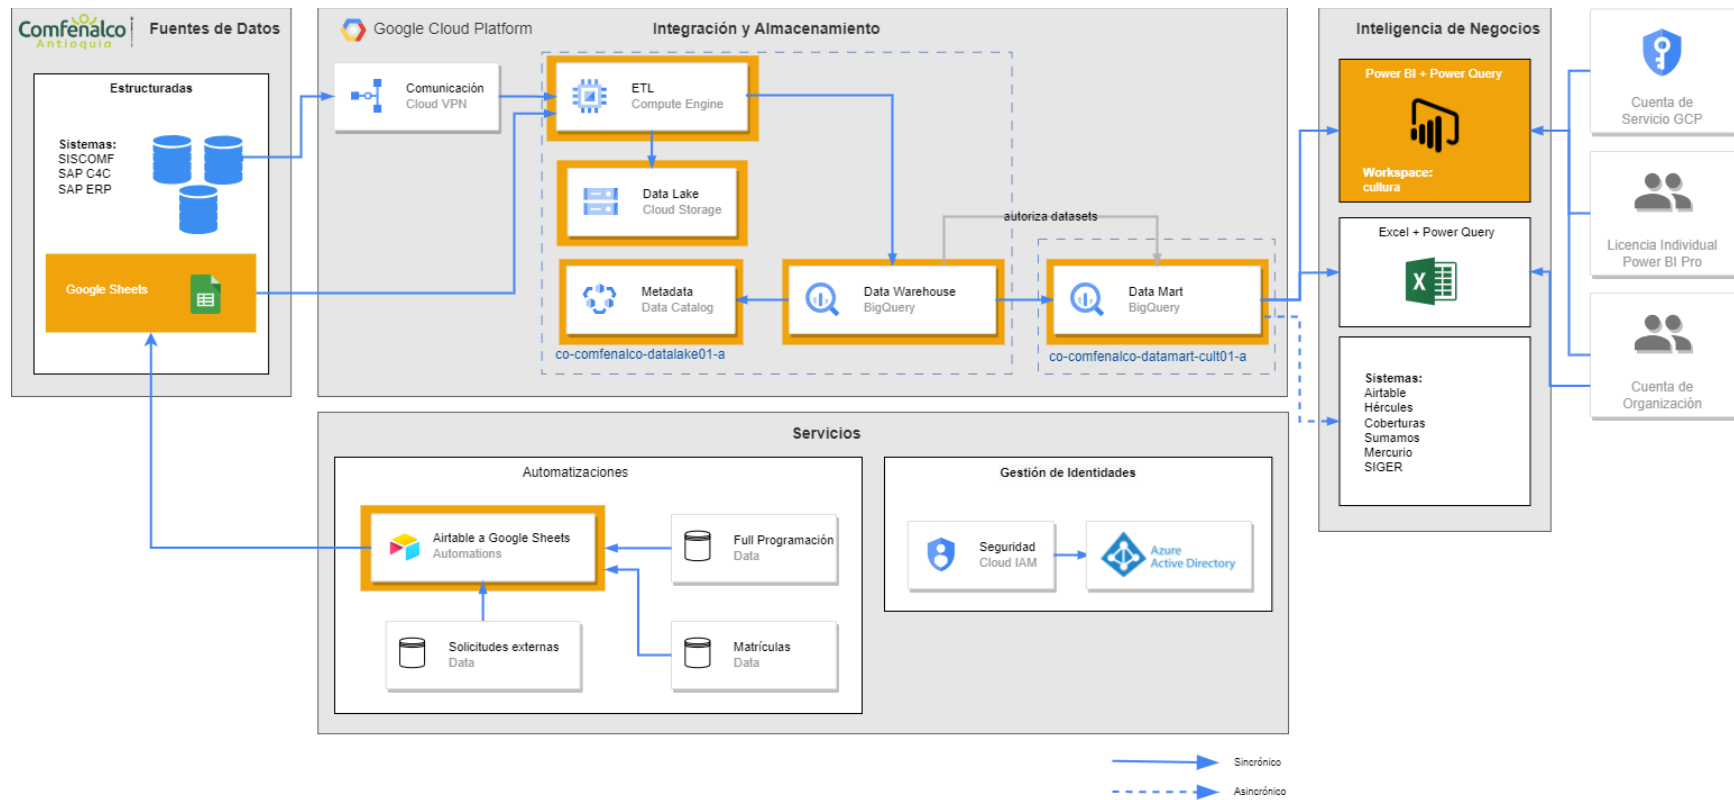 Comfenalco
Antioquia
Fuentes de Datos
Estructuradas
Sistemas:
SISCOMF
SAP C4C
SAP ERP
Google Sheets
Google Cloud Platform
Integración y Almacenamiento
Comunicación
Cloud VPN
ETL
Compute Engine
Data Lake
Cloud Storage
Metadata
Data Catalog
co-comfenalco-datalake01-a
Data Warehouse
BigQuery
autoriza datasets
Data Mart
BigQuery
co-comfenalco-datamart-cult01-a
Inteligencia de Negocios
Power BI + Power Query
Workspace:
cultura
Excel + Power Query
Sistemas:
Airtable
Hércules
Coberturas
Sumamos
Mercurio
SIGER
Cuenta de
Servicio GCP
Licencia Individual
Power BI Pro
Cuenta de
Organización
Servicios
Automatizaciones
Airtable a Google Sheets
Automations
Full Programación
Data
Solicitudes externas
Data
Matrículas
Data
Gestión de Identidades
Seguridad
Cloud IAM
Azure
Active Directory
Sincrónico
Asincrónico